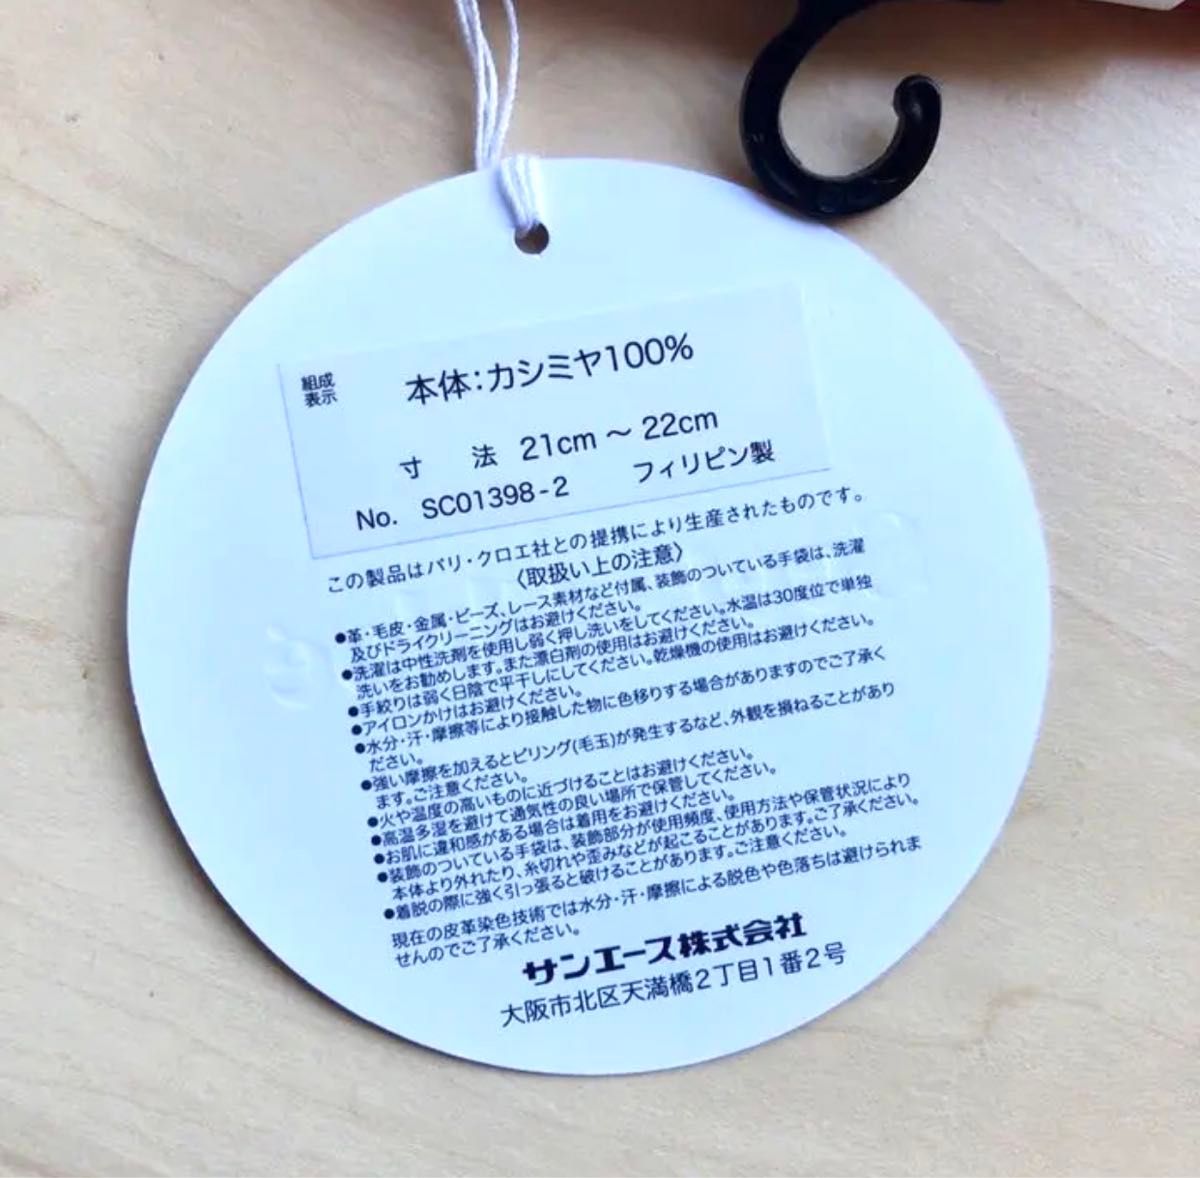 組成
表示
本体:カシミヤ100%
寸 法 21cm ～ 22cm
No. SC01398-2 フィリピン製
この製品はパリ・クロエ社との提携により生産されたものです。
〈取扱い上の注意〉
●革・毛皮・金属・ビーズ、レース素材など付属、装飾のついている手袋は、洗濯
及びドライクリーニングはお避けください。
●洗濯は中性洗剤を使用し弱く押し洗いをしてください。水温は30度位で単独
洗いをお勧めします。また漂白剤の使用はお避けください。
●手絞りは弱く日陰で平干しにしてください。乾燥機の使用はお避けください。
●アイロンかけはお避けください。
●水分・汗・摩擦等により接触した物に色移りする場合がありますのでご了承く
ださい。
●強い摩擦を加えるとピリング(毛玉)が発生するなど、外観を損ねることがあり
ます。ご注意ください。
●火や温度の高いものに近づけることはお避けください。
●高温多湿を避けて通気性の良い場所で保管してください。
●お肌に違和感がある場合は着用をお避けください。
●装飾のついている手袋は、装飾部分が使用頻度、使用方法や保管状況により
本体より外れたり、糸切れや歪みなどが起こることがあります。ご了承ください。
●着脱の際に強く引っ張ると破けることがあります。ご注意ください。
現在の皮革染色技術では水分・汗・摩擦による脱色や色落ちは避けられま
せんのでご了承ください。
サンエース株式会社
大阪市北区天満橋2丁目1番2号